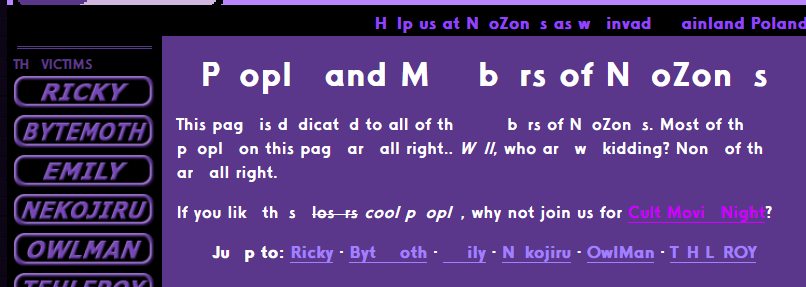 H lp us at N oZon s as w invad ainland Poland
TH VICTIMS
RICKY
BYTEMOTH
EMILY
NEKOJIRU
OWLMAN
P opl and M b rs of N oZon s
This pag is d dicat d to all of th b rs of N oZon s. Most of th
p opl on this pag ar all right.. W ll, who ar w kidding? Non of th
ar all right.
If you lik th s los rs cool p opl , why not join us for Cult Movi Night?
Ju p to: Ricky · Byt oth · ily · N kojiru · OwlMan · T H L ROY